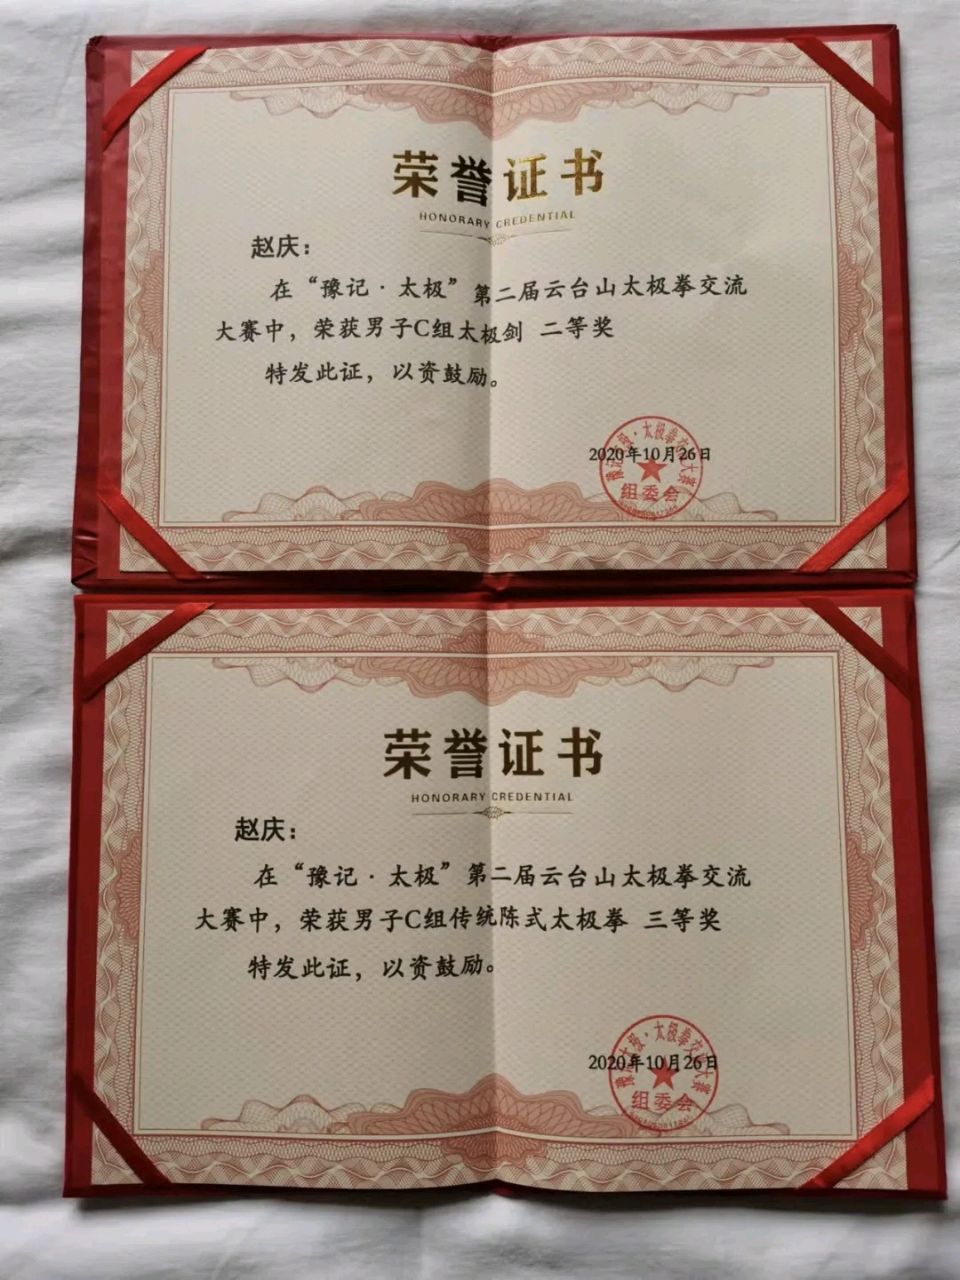 荣誉证书
HONORARY CREDENTIAL
赵庆：
在“豫记·太极”第二届云台山太极拳交流
大赛中，荣获男子C组太极剑 二等奖
特发此证，以资鼓励。
2020年10月26日
组委会
荣誉证书
HONORARY CREDENTIAL
赵庆：
在“豫记·太极”第二届云台山太极拳交流
大赛中，荣获男子C组传统陈式太极拳 三等奖
特发此证，以资鼓励。
2020年10月26日
组委会